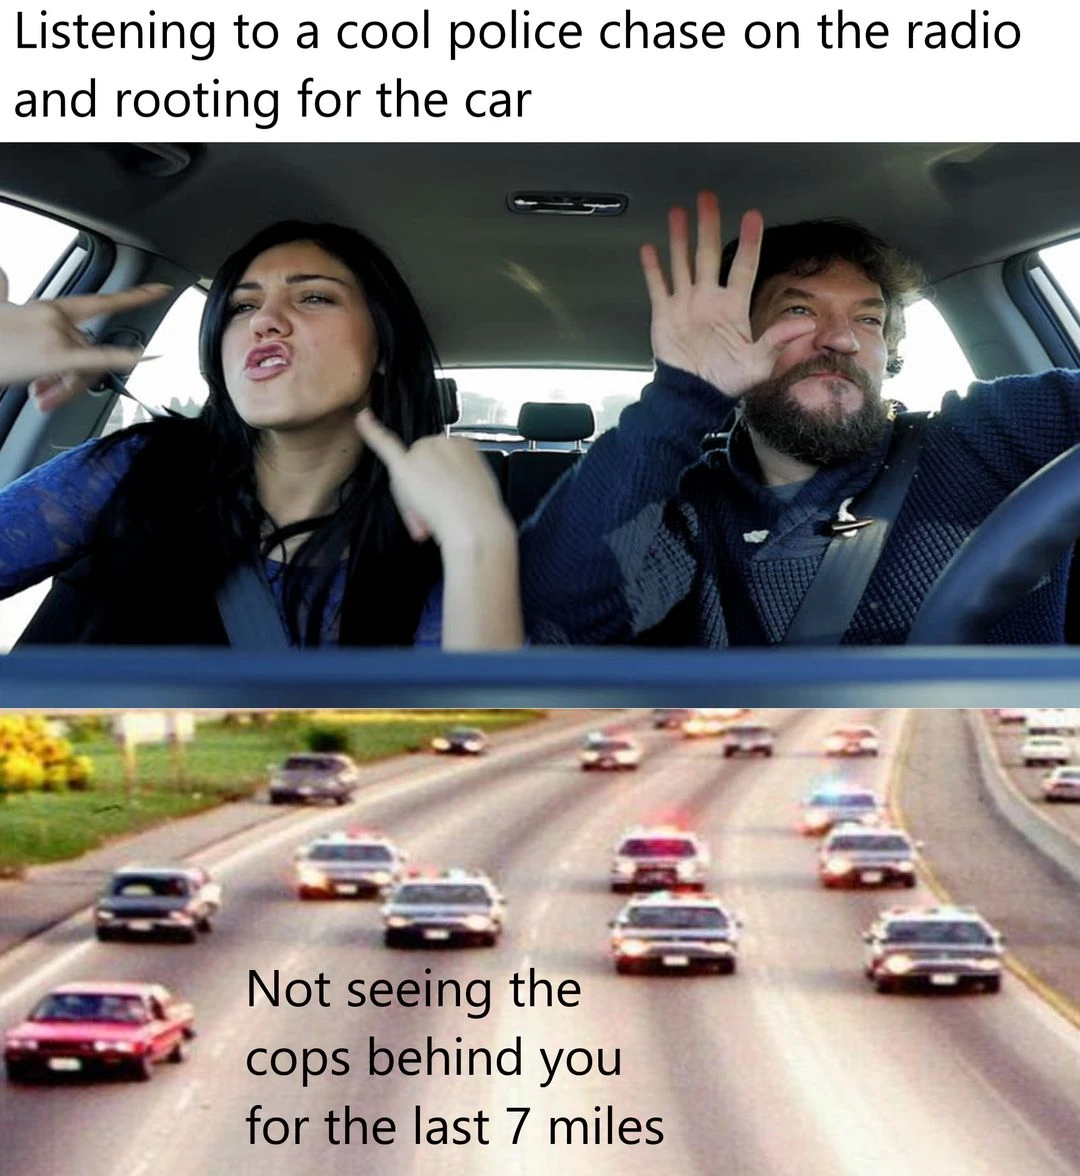 Listening to a cool police chase on the radio
and rooting for the car
Not seeing the
cops behind you
for the last 7 miles